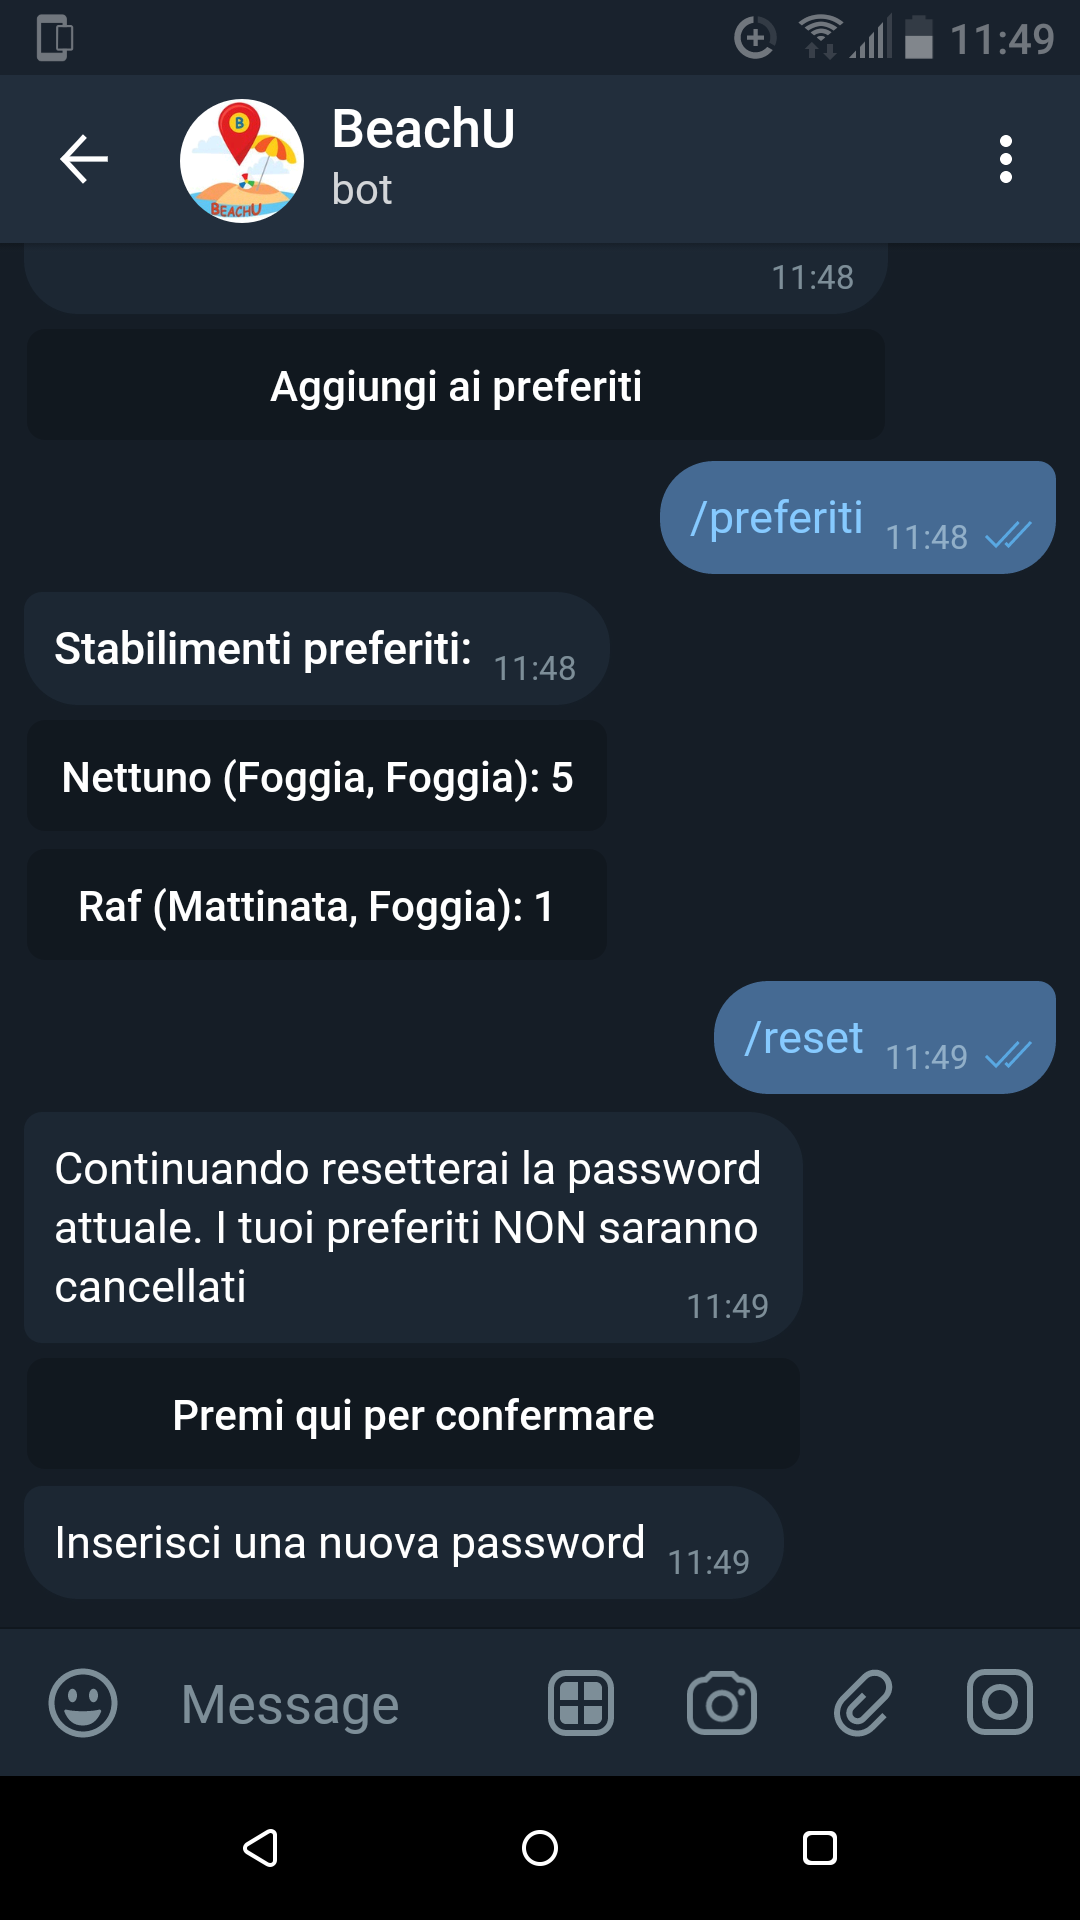 11:49
B
BEACHU
BeachU
bot
11:48
Aggiungi ai preferiti
/preferiti 11:48
Stabilimenti preferiti: 11:48
Nettuno (Foggia, Foggia): 5
Raf (Mattinata, Foggia): 1
/reset 11:49
Continuando resetterai la password
attuale. I tuoi preferiti NON saranno
cancellati 11:49
Premi qui per confermare
Inserisci una nuova password 11:49
Message